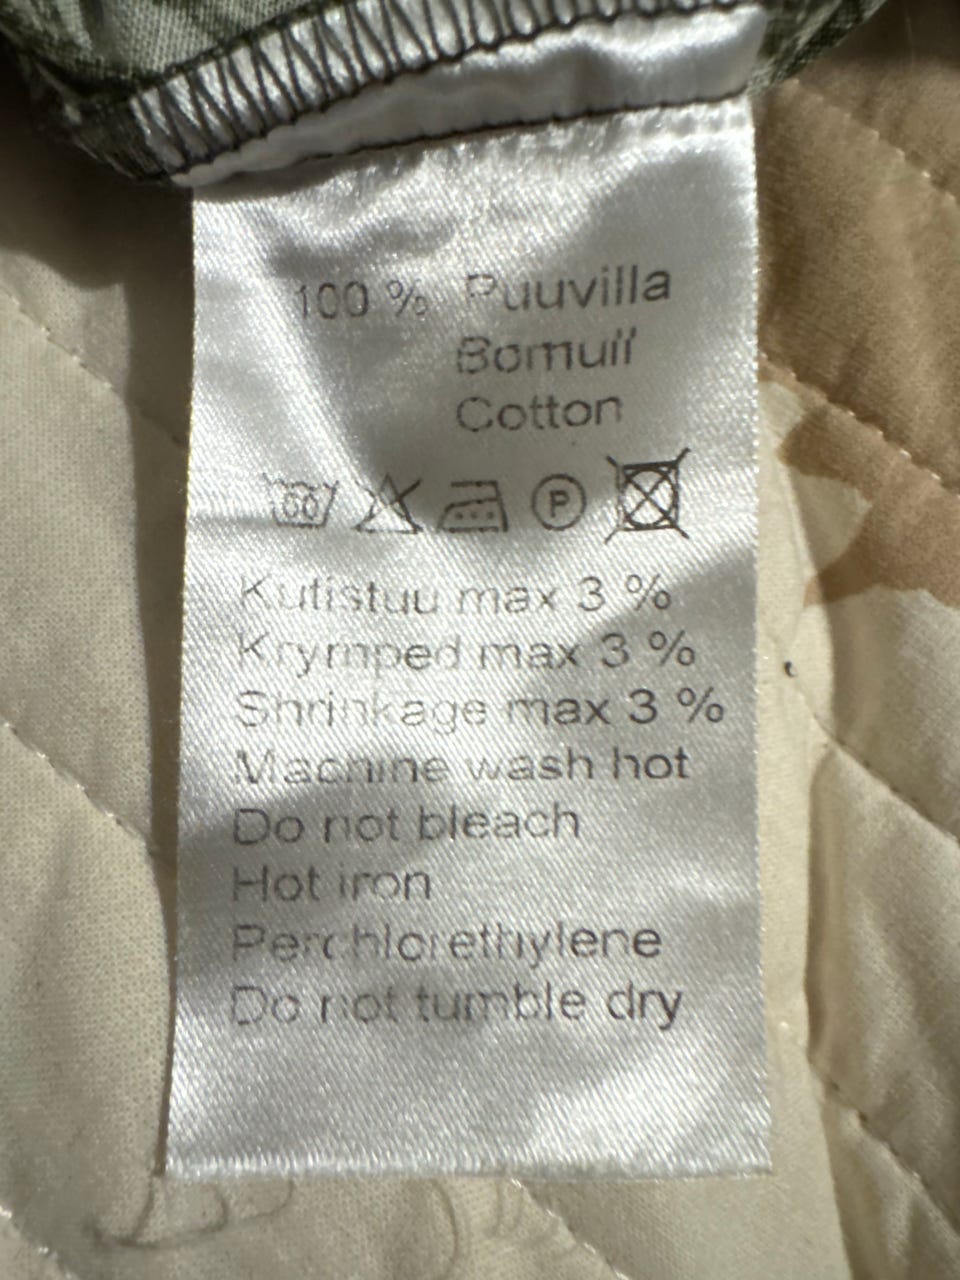 100 % Puuvilla
Bomull
Cotton
60 P
Kutistuu max 3 %
Krymped max 3 %
Shrinkage max 3 %
Machine wash hot
Do not bleach
Hot iron
Perchlorethylene
Do not tumble dry